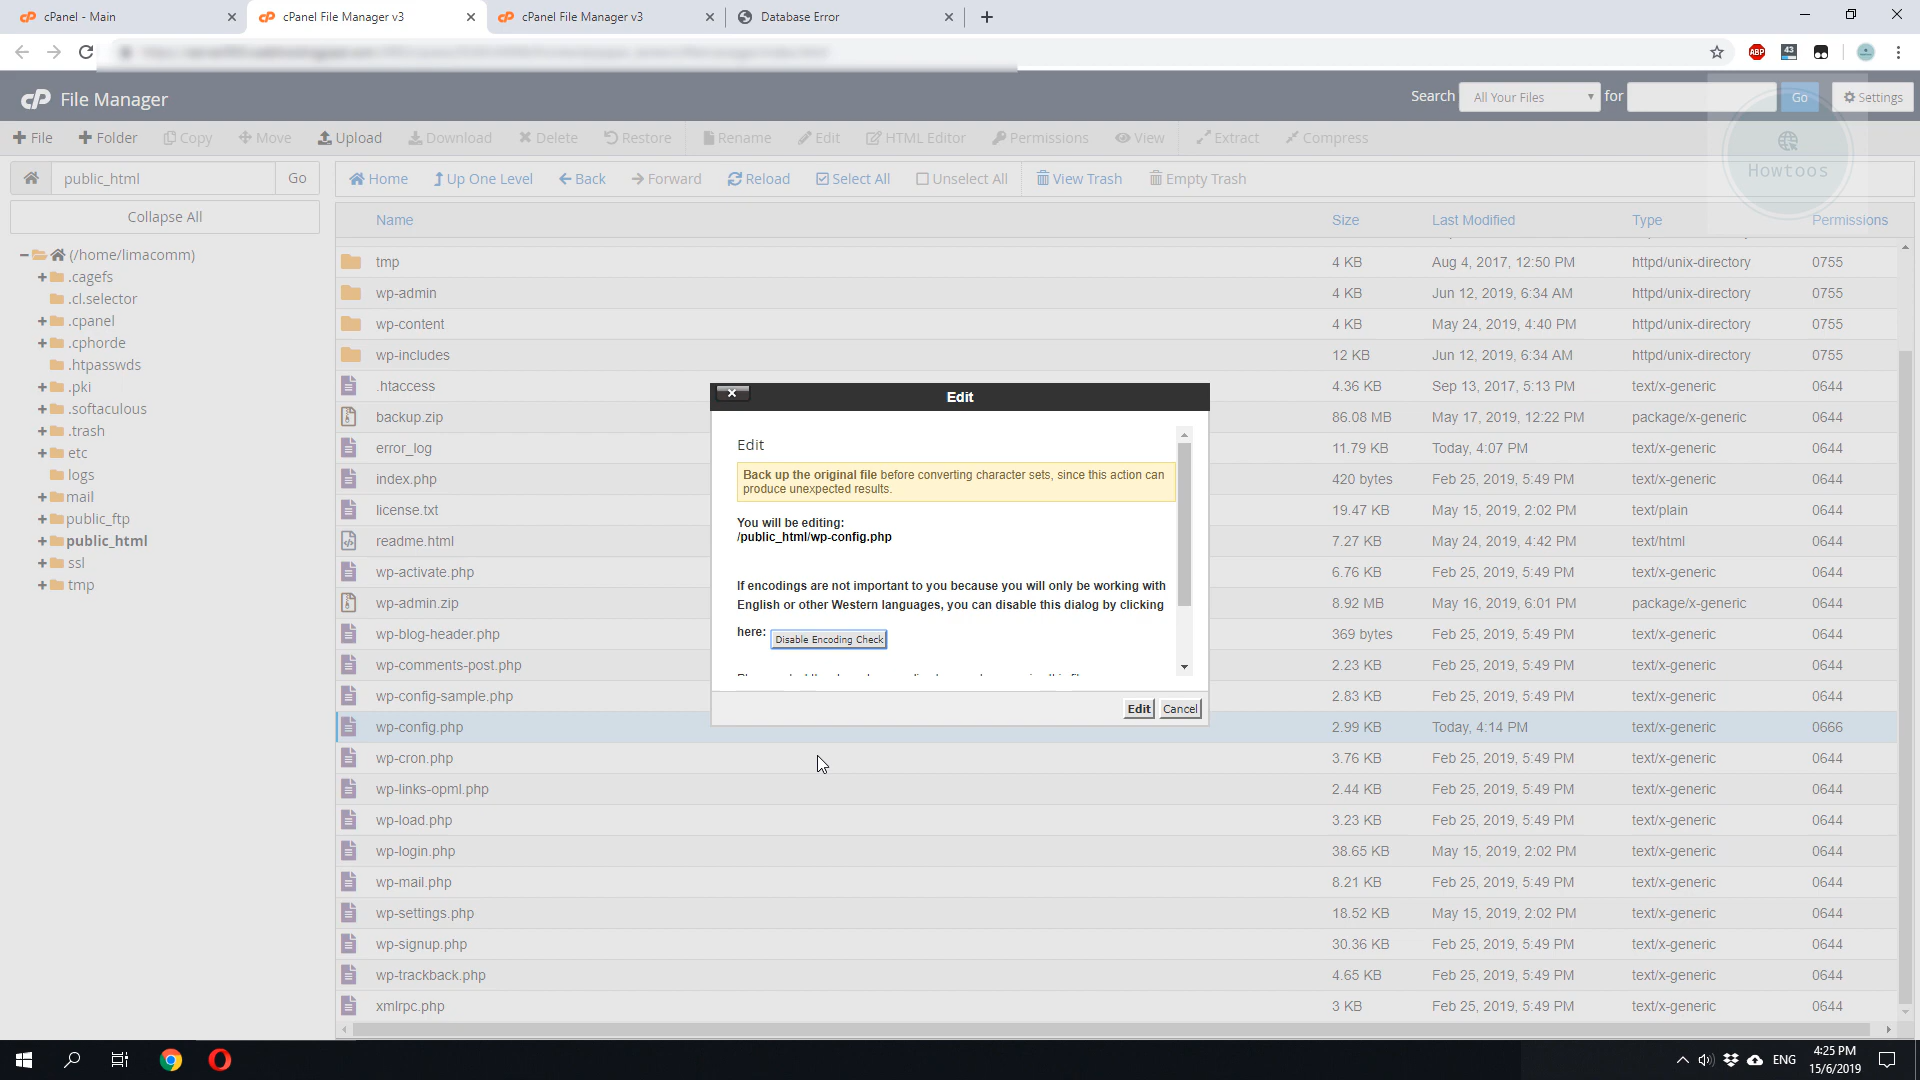 cPanel - Main
cPanel File Manager v3
cPanel File Manager v3
Database Error
ABP
43
cP File Manager
Search
All Your Files
for
Go
Settings
File
Folder
Copy
Move
Upload
Download
Delete
Restore
Rename
Edit
HTML Editor
Permissions
View
Extract
Compress
Howtoos
public_html
Go
Home
Up One Level
Back
Forward
Reload
Select All
Unselect All
View Trash
Empty Trash
Collapse All
(/home/limacomm)
.cagefs
.cl.selector
.cpanel
.cphorde
.htpasswds
.pki
.softaculous
.trash
etc
logs
mail
public_ftp
public_html
ssl
tmp
Name Size Last Modified Type Permissions
tmp 4 KB Aug 4, 2017, 12:50 PM httpd/unix-directory 0755
wp-admin 4 KB Jun 12, 2019, 6:34 AM httpd/unix-directory 0755
wp-content 4 KB May 24, 2019, 4:40 PM httpd/unix-directory 0755
wp-includes 12 KB Jun 12, 2019, 6:34 AM httpd/unix-directory 0755
.htaccess 4.36 KB Sep 13, 2017, 5:13 PM text/x-generic 0644
backup.zip 86.08 MB May 17, 2019, 12:22 PM package/x-generic 0644
error_log 11.79 KB Today, 4:07 PM text/x-generic 0644
index.php 420 bytes Feb 25, 2019, 5:49 PM text/x-generic 0644
license.txt 19.47 KB May 15, 2019, 2:02 PM text/plain 0644
readme.html 7.27 KB May 24, 2019, 4:42 PM text/html 0644
wp-activate.php 6.76 KB Feb 25, 2019, 5:49 PM text/x-generic 0644
wp-admin.zip 8.92 MB May 16, 2019, 6:01 PM package/x-generic 0644
wp-blog-header.php 369 bytes Feb 25, 2019, 5:49 PM text/x-generic 0644
wp-comments-post.php 2.23 KB Feb 25, 2019, 5:49 PM text/x-generic 0644
wp-config-sample.php 2.83 KB Feb 25, 2019, 5:49 PM text/x-generic 0644
wp-config.php 2.99 KB Today, 4:14 PM text/x-generic 0666
wp-cron.php 3.76 KB Feb 25, 2019, 5:49 PM text/x-generic 0644
wp-links-opml.php 2.44 KB Feb 25, 2019, 5:49 PM text/x-generic 0644
wp-load.php 3.23 KB Feb 25, 2019, 5:49 PM text/x-generic 0644
wp-login.php 38.65 KB May 15, 2019, 2:02 PM text/x-generic 0644
wp-mail.php 8.21 KB Feb 25, 2019, 5:49 PM text/x-generic 0644
wp-settings.php 18.52 KB May 15, 2019, 2:02 PM text/x-generic 0644
wp-signup.php 30.36 KB Feb 25, 2019, 5:49 PM text/x-generic 0644
wp-trackback.php 4.65 KB Feb 25, 2019, 5:49 PM text/x-generic 0644
xmlrpc.php 3 KB Feb 25, 2019, 5:49 PM text/x-generic 0644
Edit
Edit
Back up the original file before converting character sets, since this action can
produce unexpected results.
You will be editing:
/public_html/wp-config.php
If encodings are not important to you because you will only be working with
English or other Western languages, you can disable this dialog by clicking
here: Disable Encoding Check
Edit
Cancel
ENG
4:25 PM
15/6/2019